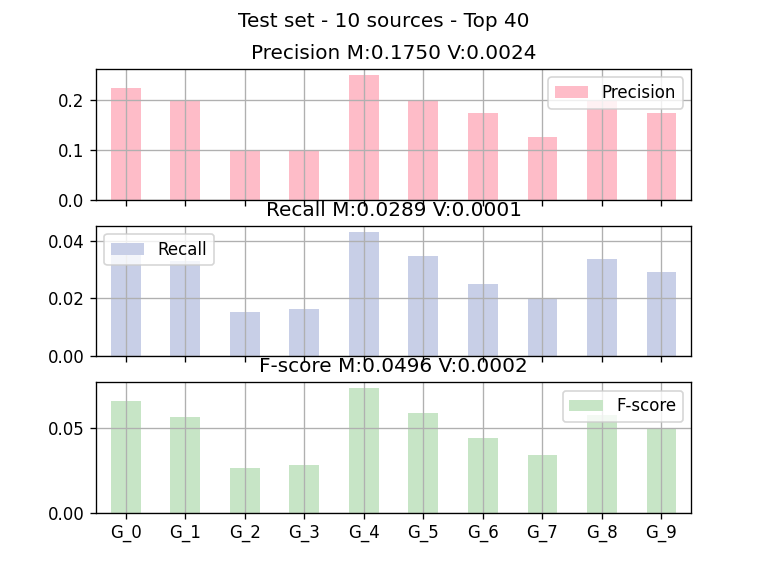 Test set - 10 sources - Top 40
Precision M:0.1750 V:0.0024
Precision
0.2
0.1
0.0
Recall M:0.0289 V:0.0001
Recall
0.04
0.02
0.00
F-score M:0.0496 V:0.0002
F-score
0.05
0.00
G_0 G_1 G_2 G_3 G_4 G_5 G_6 G_7 G_8 G_9